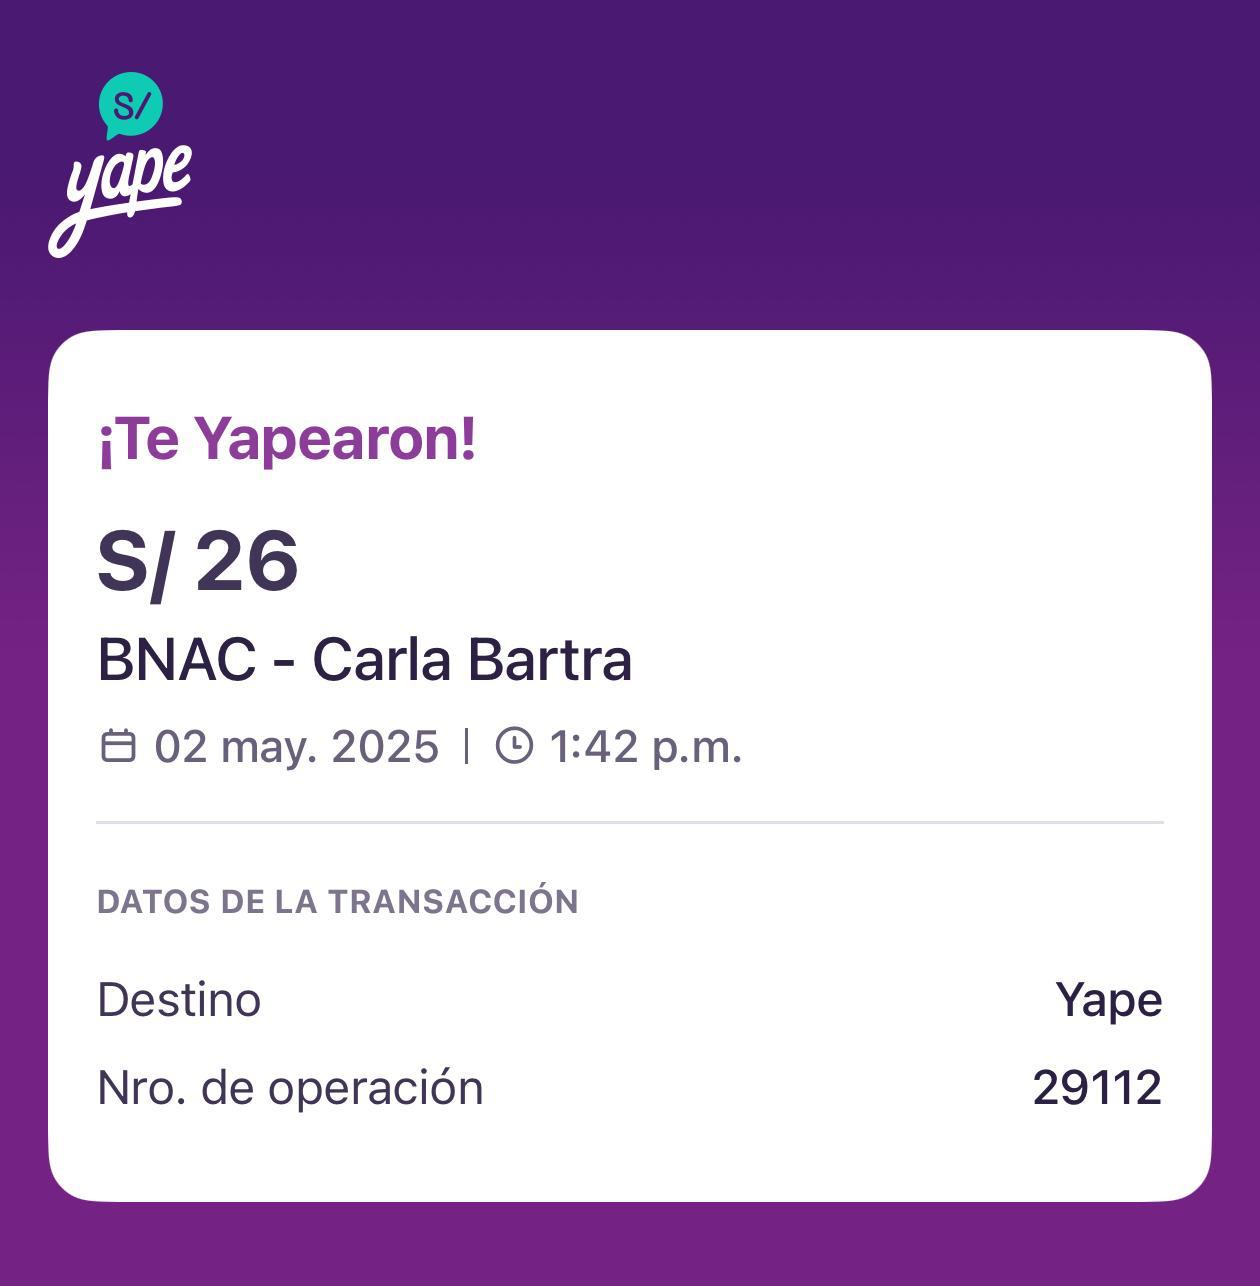 S/
yape
¡Te Yapearon!
S/ 26
BNAC - Carla Bartra
02 may. 2025 | 1:42 p.m.
DATOS DE LA TRANSACCIÓN
Destino Yape
Nro. de operación 29112